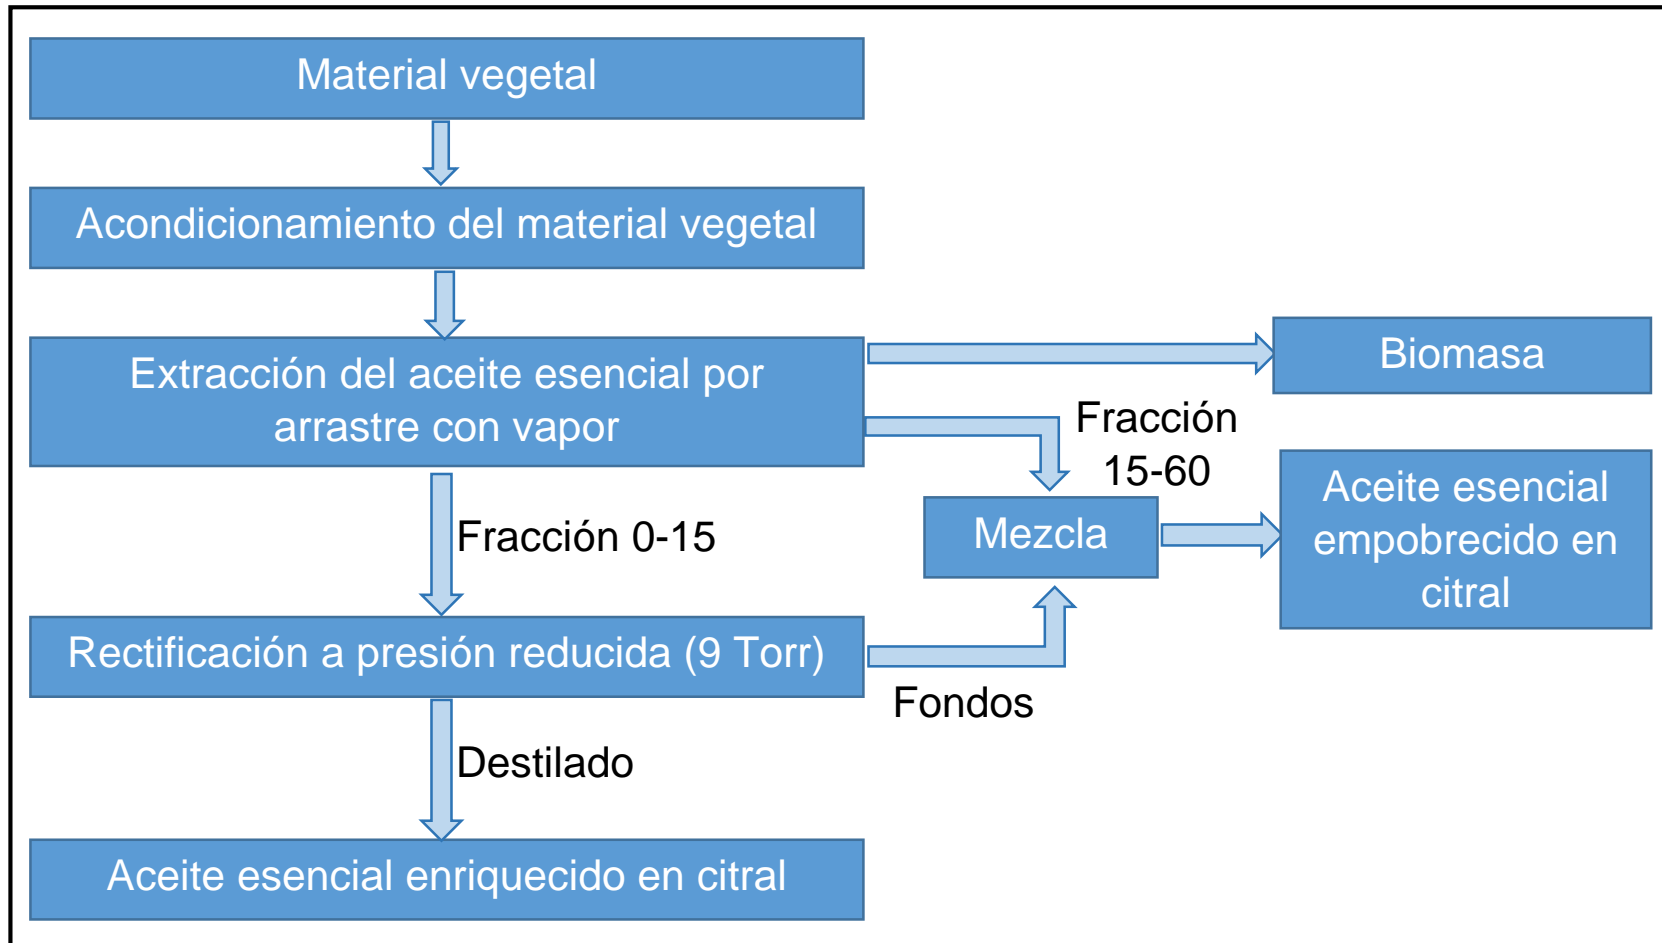 Material vegetal
Acondicionamiento del material vegetal
Extracción del aceite esencial por
arrastre con vapor
Biomasa
Fracción
15-60
Aceite esencial
empobrecido en
citral
Mezcla
Fracción 0-15
Rectificación a presión reducida (9 Torr)
Fondos
Destilado
Aceite esencial enriquecido en citral